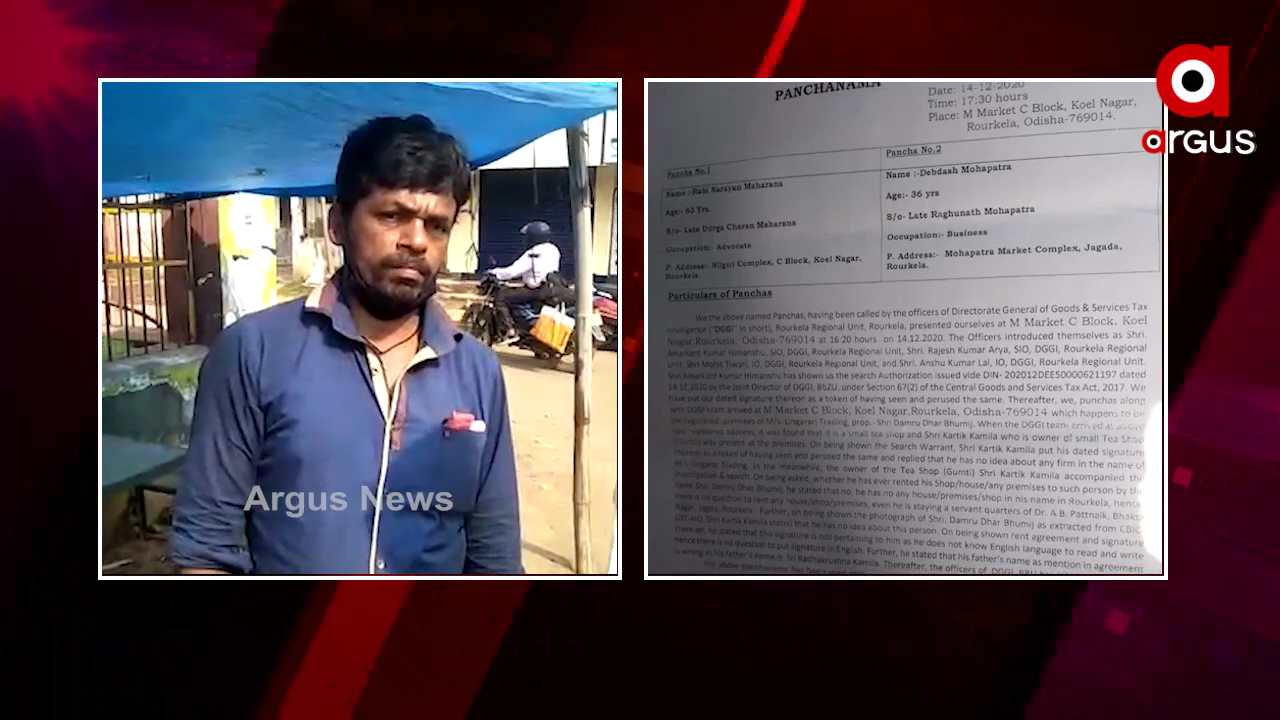 argus
Argus News
PANCHANAMA
Date: 14-12-2020
Time: 17:30 hours
Place: M Market C Block, Koel Nagar,
Rourkela, Odisha-769014.
Pancha No.1
Name :-Rabi Narayan Maharana
Age:- 63 Yrs.
S/o- Late Durga Charan Maharana
Occupation:- Advocate
P. Address:- Nilgiri Complex, C Block, Koel Nagar,
Rourkela.
Pancha No.2
Name :-Debdash Mohapatra
Age:- 36 yrs
S/o- Late Raghunath Mohapatra
Occupation:- Business
P. Address:- Mohapatra Market Complex, Jagada,
Rourkela.
Particulars of Panchas
We the above named Panchas, having been called by the officers of Directorate General of Goods & Services Tax
Intelligence ("DGGI" in short), Rourkela Regional Unit, Rourkela, presented ourselves at M Market C Block, Koel
Nagar,Rourkela, Odisha-769014 at 16:20 hours on 14.12.2020. The Officers introduced themselves as Shri.
Amarkant Kumar Himanshu, SIO, DGGI, Rourkela Regional Unit, Shri. Rajesh Kumar Arya, SIO, DGGI, Rourkela Regional
Unit, Shri Mohit Tiwari, IO, DGGI, Rourkela Regional Unit, and Shri. Anshu Kumar Lal, IO, DGGI, Rourkela Regional Unit.
Shri Amarkant Kumar Himanshu has shown us the search Authorization issued vide DIN- 202012DEE50000621197 dated
14.12.2020 by the Joint Director of DGGI, BbZU, under Section 67(2) of the Central Goods and Services Tax Act, 2017. We
have put our dated signature thereon as a token of having seen and perused the same. Thereafter, we, punchas along
with DGGI team arrived at M Market C Block, Koel Nagar,Rourkela, Odisha-769014 which happens to be
the registered premises of M/s. Lingaraj Trading, prop.- Shri Damru Dhar Bhumij. When the DGGI team arrived at above
said registered address, it was found that it is a small tea shop and Shri Kartik Kamila who is owner of small Tea Shop
(Gumti) was present at the premises. On being shown the Search Warrant, Shri Kartik Kamila put his dated signature
thereon as a token of having seen and perused the same and replied that he has no idea about any firm in the name of
M/s Lingaraj Trading. In the meanwhile, the owner of the Tea Shop (Gumti) Shri Kartik Kamila accompanied the
investigation & search. On being asked, whether he has ever rented his Shop/house/any premises to such person by the
name Shri. Damru Dhar Bhumij, he stated that no, he has no any house/premises/shop in his name in Rourkela, hence
there is no question to rent any house/shop/premises, even he is staying a servant quarters of Dr. A.B. Pattnaik, Bhakta
Nagar, Jagda, Rourkela. Further, on being shown the photograph of Shri. Damru Dhar Bhumij as extracted from CBIC
GST-AIO, Shri Kartik Kamila stated that he has no idea about this person. On being shown rent agreement and signature
thereon, he stated that this signature is not pertaining to him as he does not know English language to read and write
hence there is no question to put signature in English. Further, he stated that his father's name as mention in agreement
is wrong as his father's name is Sri Radhakrushna Kamila. Thereafter, the officers of DGGI,